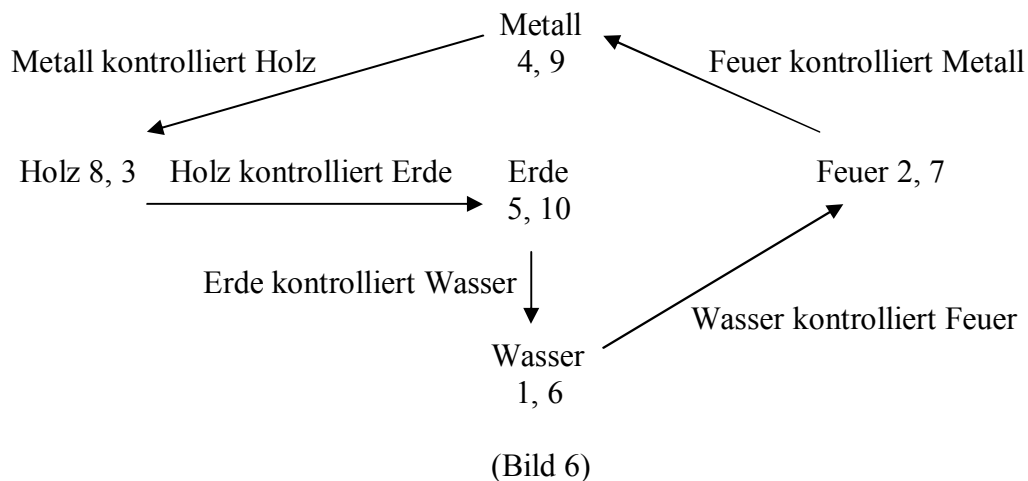 Metall
4, 9
Metall kontrolliert Holz
Feuer kontrolliert Metall
Holz 8, 3
Holz kontrolliert Erde
Erde
5, 10
Feuer 2, 7
Erde kontrolliert Wasser
Wasser kontrolliert Feuer
Wasser
1, 6
(Bild 6)